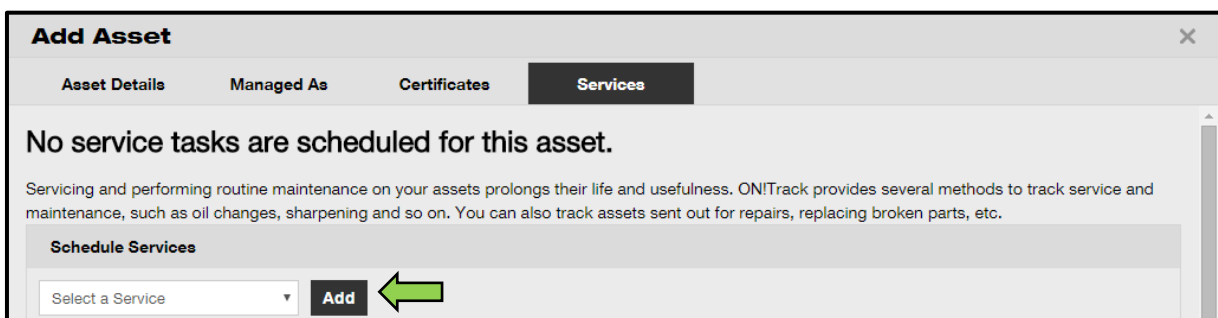 Add Asset
Asset Details Managed As Certificates Services
No service tasks are scheduled for this asset.
Servicing and performing routine maintenance on your assets prolongs their life and usefulness. ON!Track provides several methods to track service and
maintenance, such as oil changes, sharpening and so on. You can also track assets sent out for repairs, replacing broken parts, etc.
Schedule Services
Select a Service Add